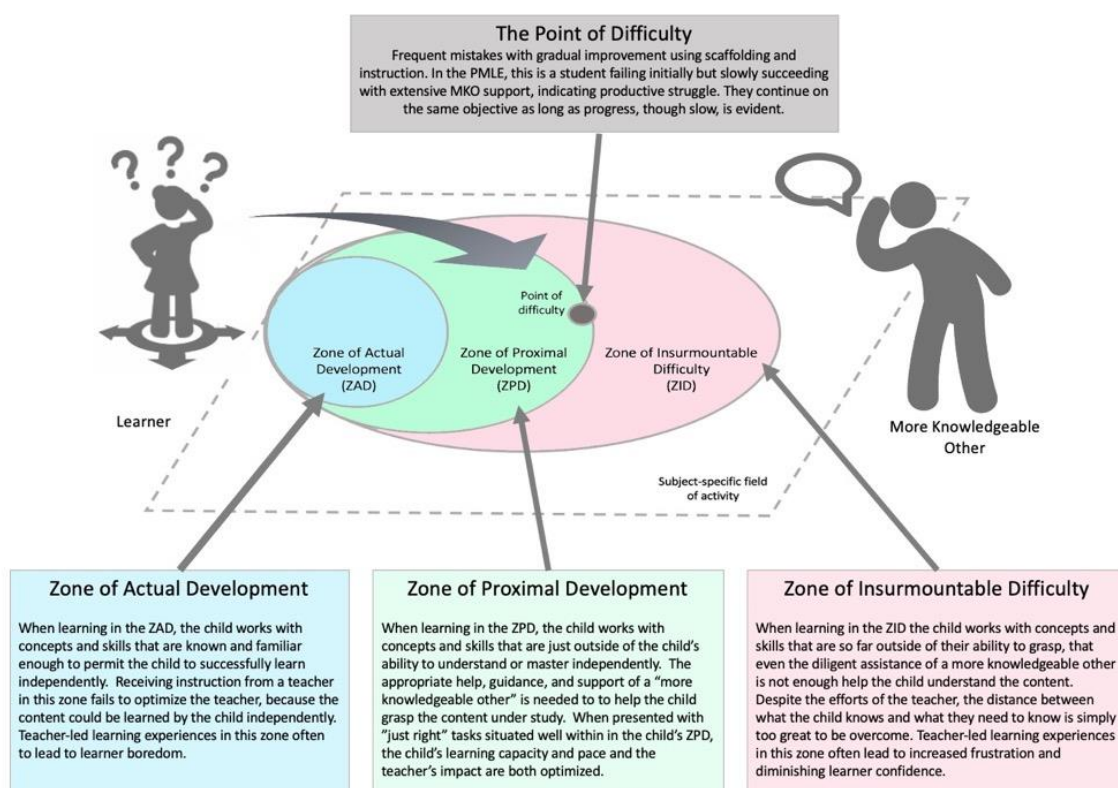 The Point of Difficulty
Frequent mistakes with gradual improvement using scaffolding and
instruction. In the PMLE, this is a student failing initially but slowly succeeding
with extensive MKO support, indicating productive struggle. They continue on
the same objective as long as progress, though slow, is evident.
? ? ?
Point of
difficulty
Zone of Actual
Development
(ZAD)
Zone of Proximal
Development
(ZPD)
Zone of Insurmountable
Difficulty
(ZID)
Learner
More Knowledgeable
Other
Subject-specific field
of activity
Zone of Actual Development
When learning in the ZAD, the child works with
concepts and skills that are known and familiar
enough to permit the child to successfully learn
independently. Receiving instruction from a teacher
in this zone fails to optimize the teacher, because the
content could be learned by the child independently.
Teacher-led learning experiences in this zone often
to lead to learner boredom.
Zone of Proximal Development
When learning in the ZPD, the child works with
concepts and skills that are just outside of the child's
ability to understand or master independently. The
appropriate help, guidance, and support of a "more
knowledgeable other" is needed to to help the child
grasp the content under study. When presented with
"just right" tasks situated well within in the child's ZPD,
the child's learning capacity and pace and the
teacher's impact are both optimized.
Zone of Insurmountable Difficulty
When learning in the ZID the child works with concepts and
skills that are so far outside of their ability to grasp, that
even the diligent assistance of a more knowledgeable other
is not enough help the child understand the content.
Despite the efforts of the teacher, the distance between
what the child knows and what they need to know is simply
too great to be overcome. Teacher-led learning experiences
in this zone often lead to increased frustration and
diminishing learner confidence.